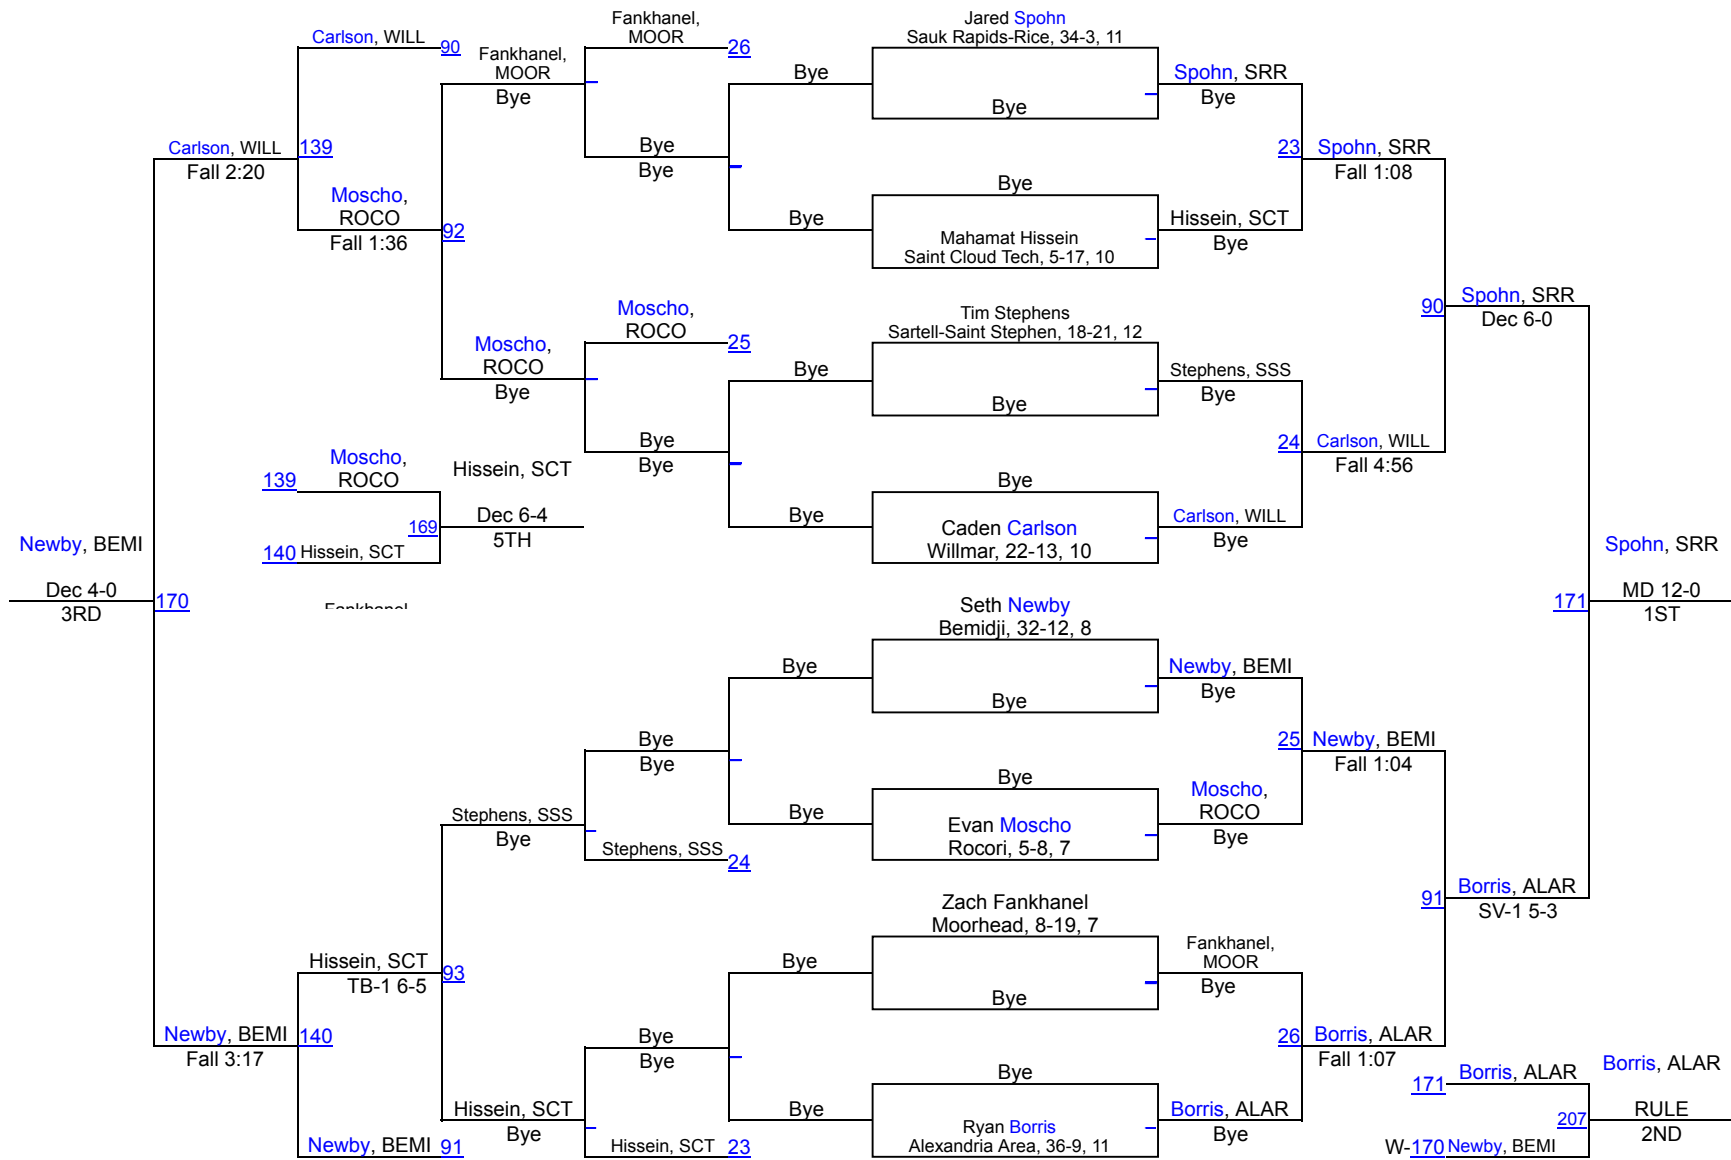 Carlson, WILL
90
Fankhanel,
MOOR
Bye
Fankhanel,
MOOR
26
Bye
Bye
Bye
Bye
Jared Spohn
Sauk Rapids-Rice, 34-3, 11
Bye
Spohn, SRR
Bye
Carlson, WILL
139
Fall 2:20
Moscho,
ROCO
92
Fall 1:36
Bye
Mahamat Hissein
Saint Cloud Tech, 5-17, 10
Hissein, SCT
Bye
23
Spohn, SRR
Fall 1:08
Moscho,
ROCO
Bye
Moscho,
ROCO
25
Bye
Bye
Bye
Bye
Tim Stephens
Sartell-Saint Stephen, 18-21, 12
Bye
Stephens, SSS
Bye
90
Spohn, SRR
Dec 6-0
Bye
Caden Carlson
Willmar, 22-13, 10
Carlson, WILL
Bye
24
Carlson, WILL
Fall 4:56
139
Moscho,
ROCO
140
Hissein, SCT
169
Hissein, SCT
Dec 6-4
5TH
Newby, BEMI
Dec 4-0
3RD
170
Fankhanel
Spohn, SRR
171
MD 12-0
1ST
Seth Newby
Bemidji, 32-12, 8
Bye
Bye
Newby, BEMI
Bye
Bye
Bye
Bye
Bye
Evan Moscho
Rocori, 5-8, 7
Moscho,
ROCO
Bye
25
Newby, BEMI
Fall 1:04
Stephens, SSS
Bye
Stephens, SSS
24
Zach Fankhanel
Moorhead, 8-19, 7
Bye
Bye
Fankhanel,
MOOR
Bye
91
Borris, ALAR
SV-1 5-3
Hissein, SCT
TB-1 6-5
93
Newby, BEMI
140
Fall 3:17
Bye
Bye
Bye
Bye
Ryan Borris
Alexandria Area, 36-9, 11
Borris, ALAR
Bye
26
Borris, ALAR
Fall 1:07
Hissein, SCT
Bye
Hissein, SCT
23
Newby, BEMI
91
171
Borris, ALAR
W-170
Newby, BEMI
207
Borris, ALAR
RULE
2ND